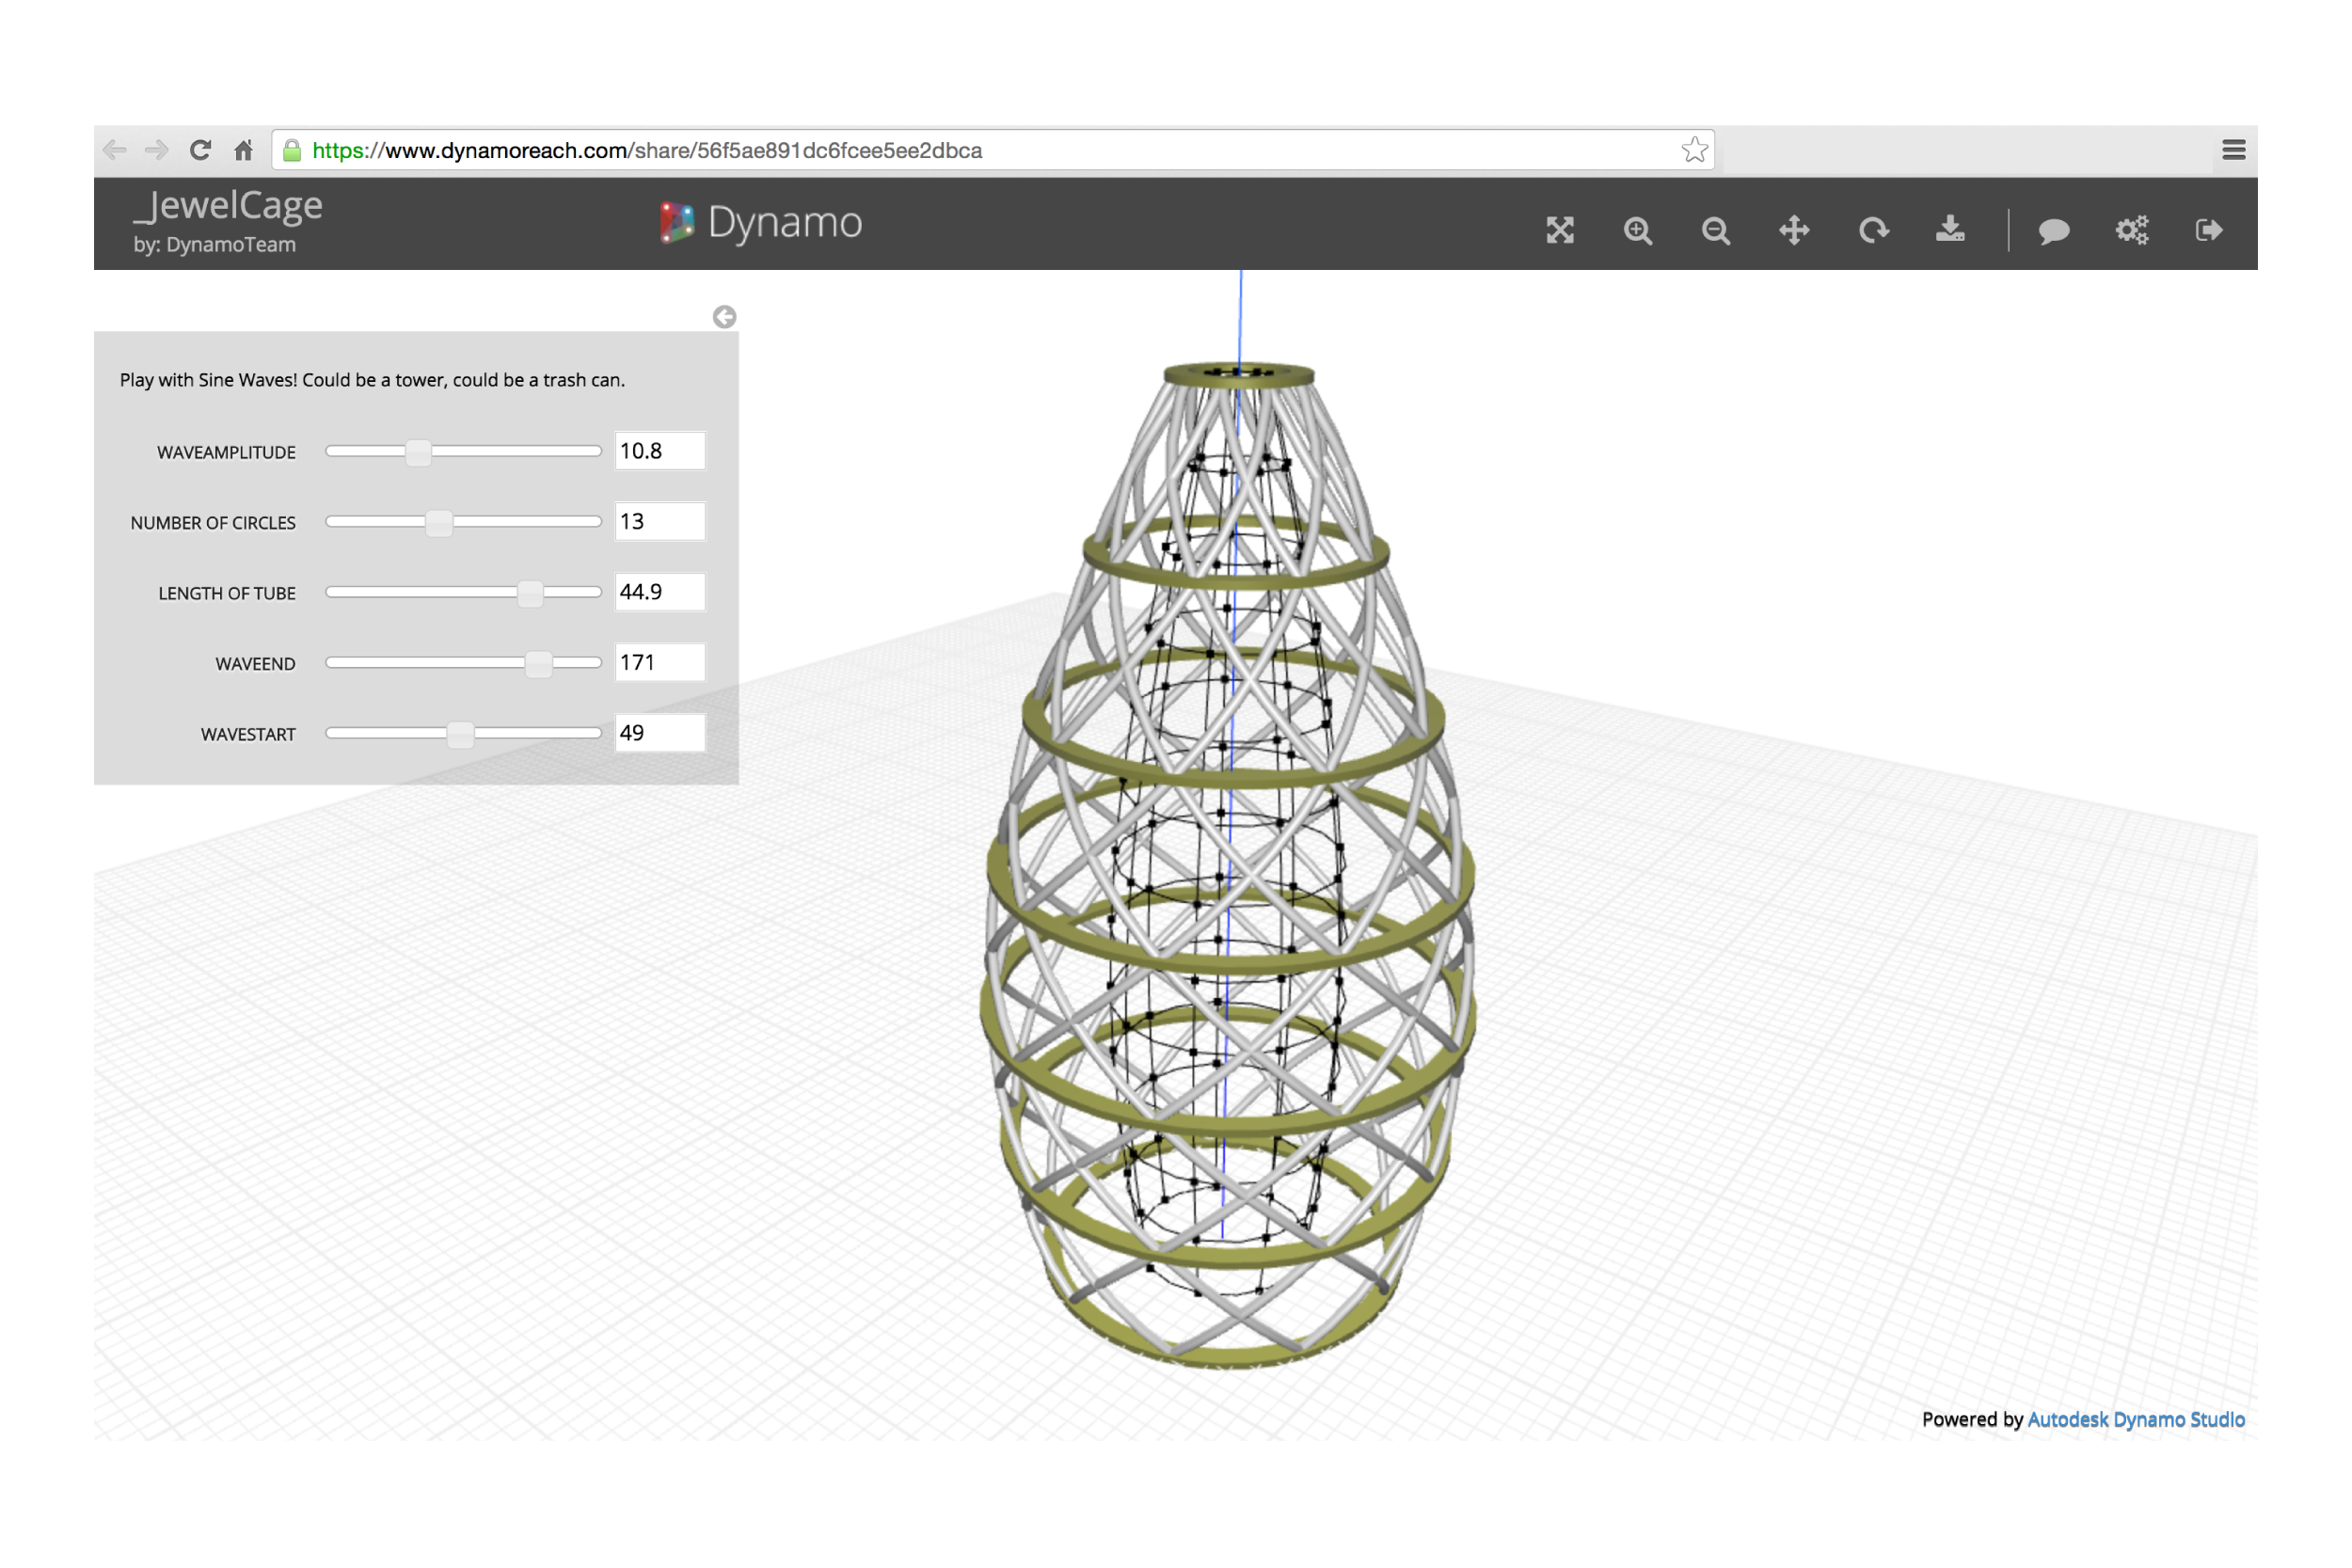 https://www.dynamoreach.com/share/56f5ae891dc6fcee5ee2dbca
_JewelCage
by: DynamoTeam
Dynamo
Play with Sine Waves! Could be a tower, could be a trash can.
WAVEAMPLITUDE 10.8
NUMBER OF CIRCLES 13
LENGTH OF TUBE 44.9
WAVEEND 171
WAVESTART 49
Powered by Autodesk Dynamo Studio